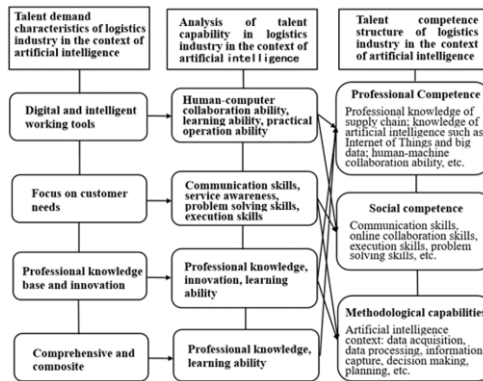 Talent demand
characteristics of logistics
industry in the context of
artificial intelligence
Digital and intelligent
working tools
Focus on customer
needs
Professional knowledge
base and innovation
Comprehensive and
composite
Analysis of talent
capability in logistics
industry in the context of
artificial intelligence
Human-computer
collaboration ability,
learning ability, practical
operation ability
Communication skills,
service awareness,
problem solving skills,
execution skills
Professional knowledge,
innovation, learning
ability
Professional knowledge,
learning ability
Talent competence
structure of logistics
industry in the context
of artificial intelligence
Professional Competence
Professional knowledge of
supply chain; knowledge of
artificial intelligence such as
Internet of Things and big
data; human-machine
collaboration ability, etc.
Social competence
Communication skills,
online collaboration skills,
execution skills, problem
solving skills, etc.
Methodological capabilities
Artificial intelligence
context: data acquisition,
data processing, information
capture, decision making,
planning, etc.